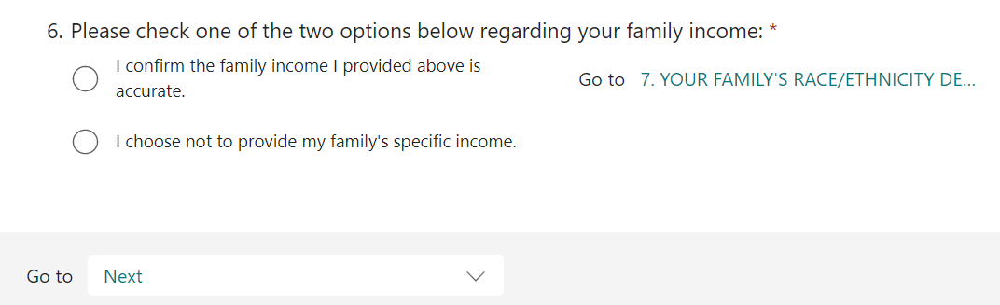 6. Please check one of the two options below regarding your family income: *
I confirm the family income I provided above is
accurate.
Go to 7. YOUR FAMILY'S RACE/ETHNICITY DE...
I choose not to provide my family's specific income.
Go to Next